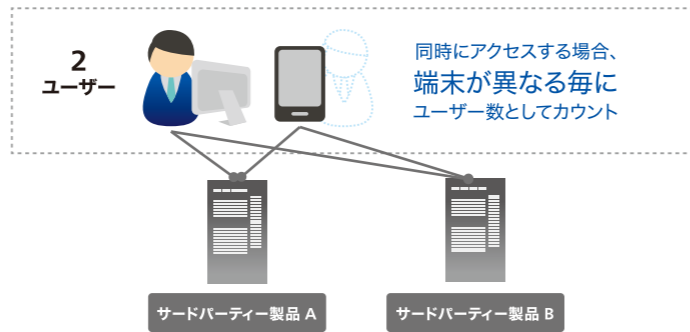 2
ユーザー
同時にアクセスする場合、
端末が異なる毎に
ユーザー数としてカウント
サードパーティー製品 A
サードパーティー製品 B